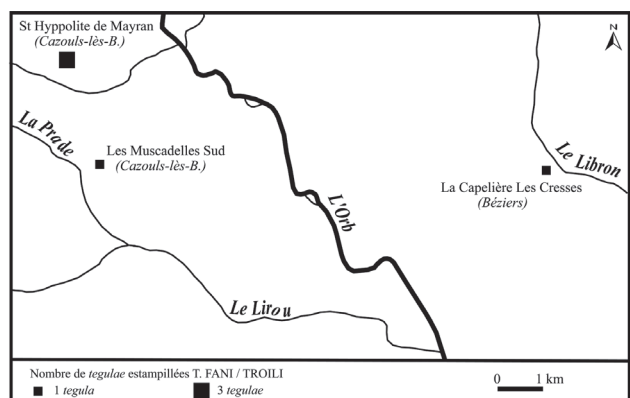 St Hyppolite de Mayran
(Cazouls-lès-B.)
N
La Prade
Les Muscadelles Sud
(Cazouls-lès-B.)
L'Orb
Le Libron
La Capelière Les Cresses
(Béziers)
Le Lirou
Nombre de tegulae estampillées T. FANI / TROILI
1 tegula
3 tegulae
0 1 km